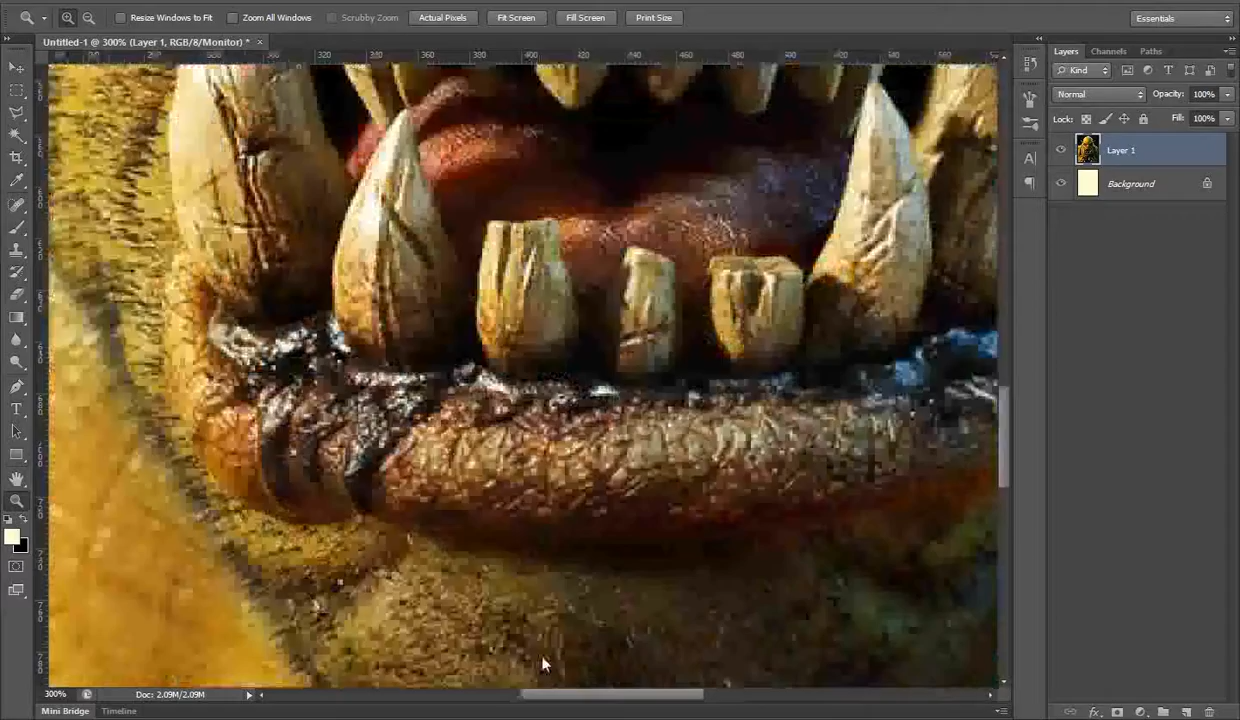 Resize Windows to Fit
Zoom All Windows
Scrubby Zoom
Actual Pixels
Fit Screen
Fill Screen
Print Size
Essentials
Untitled-1 @ 300% (Layer 1, RGB/8/Monitor) *
Layers
Channels
Paths
Kind
Normal
Opacity: 100%
Lock:
Fill: 100%
Layer 1
Background
300%
Doc: 2.09M/2.09M
Mini Bridge
Timeline